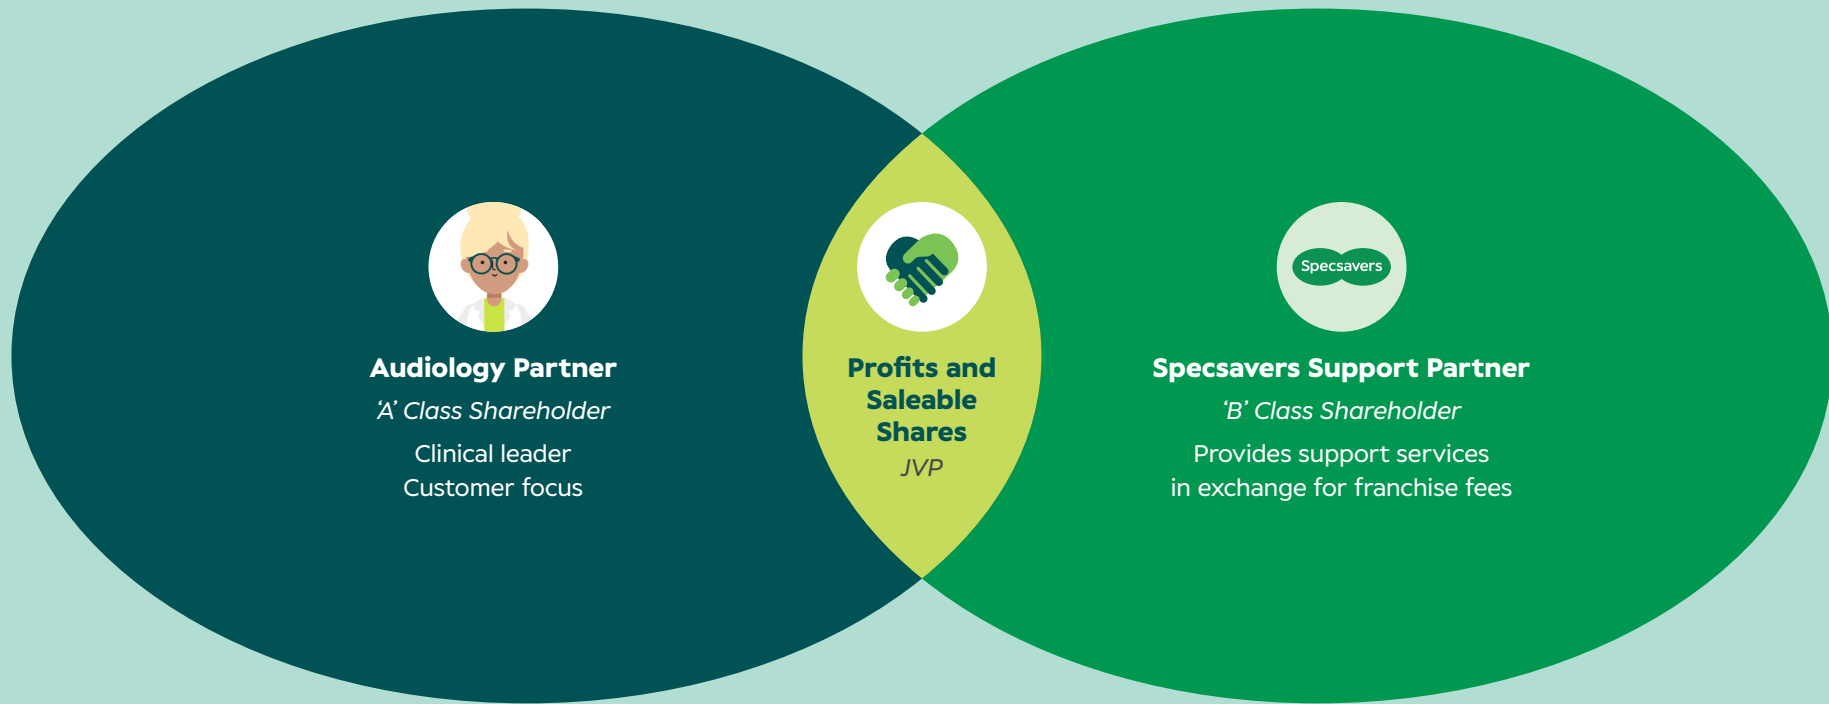 Audiology Partner
‘A’ Class Shareholder
Clinical leader
Customer focus
Profits and
Saleable
Shares
JVP
Specsavers
Specsavers Support Partner
‘B’ Class Shareholder
Provides support services
in exchange for franchise fees